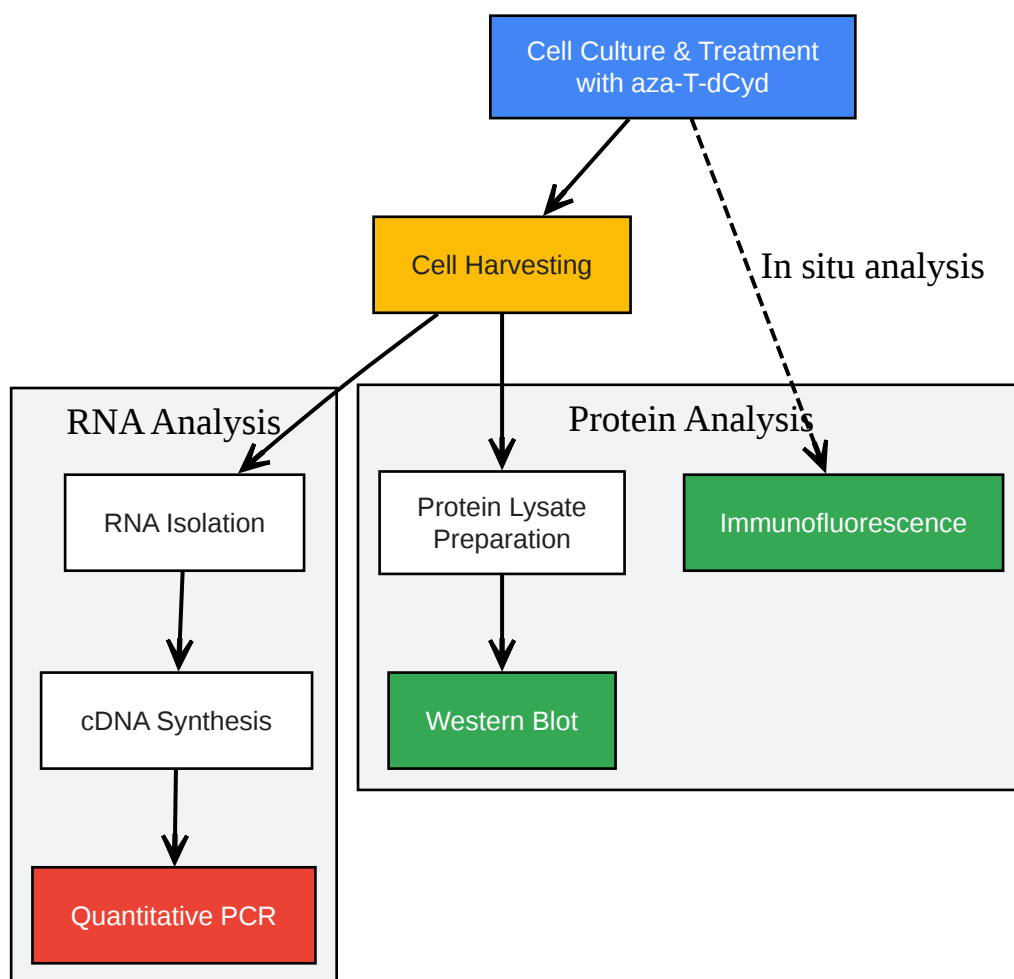 Cell Culture & Treatment
with aza-T-dCyd
Cell Harvesting
In situ analysis
RNA Analysis
Protein Analysis
RNA Isolation
Protein Lysate
Preparation
Immunofluorescence
cDNA Synthesis
Western Blot
Quantitative PCR